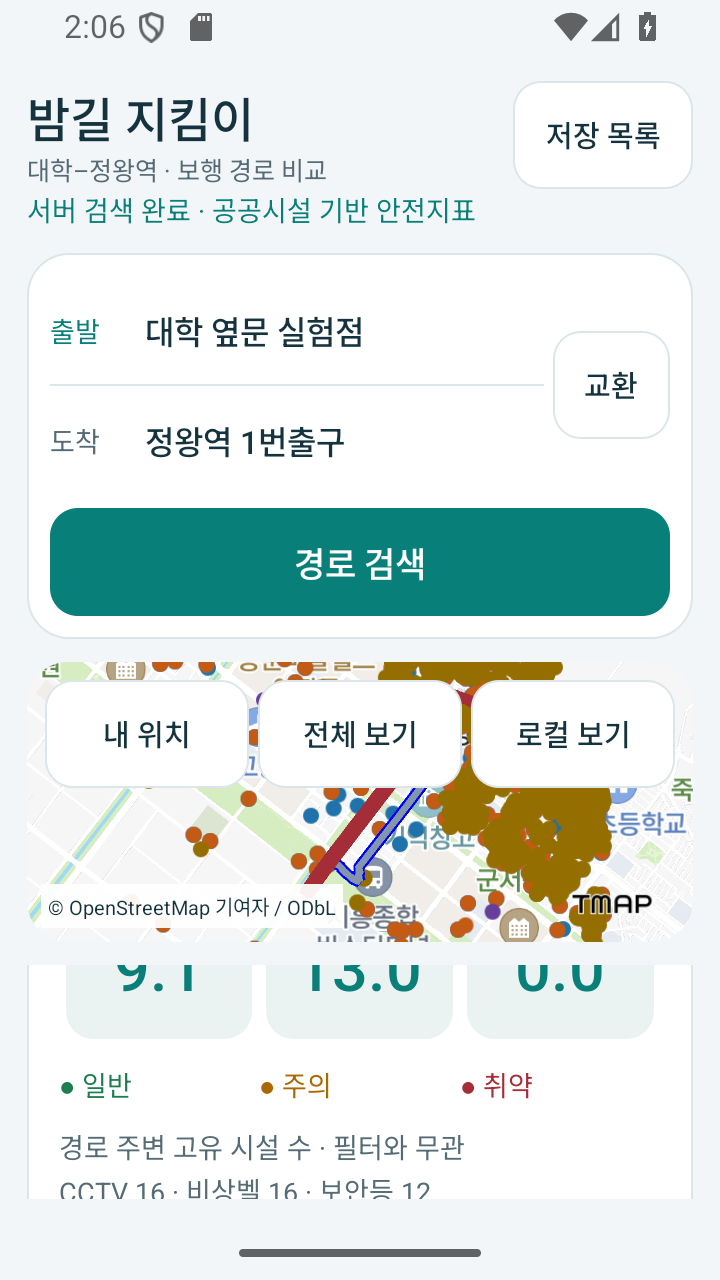 2:06
밤길 지킴이
저장 목록
대학–정왕역 · 보행 경로 비교
서버 검색 완료 · 공공시설 기반 안전지표
출발 대학 옆문 실험점
교환
도착 정왕역 1번출구
경로 검색
내 위치 전체 보기 로컬 보기
초등학교
죽
군서
TMAP
© OpenStreetMap 기여자 / ODbL
9.1 13.0 0.0
● 일반 ● 주의 ● 취약
경로 주변 고유 시설 수 · 필터와 무관
CCTV 16 · 비상벨 16 · 보안등 12